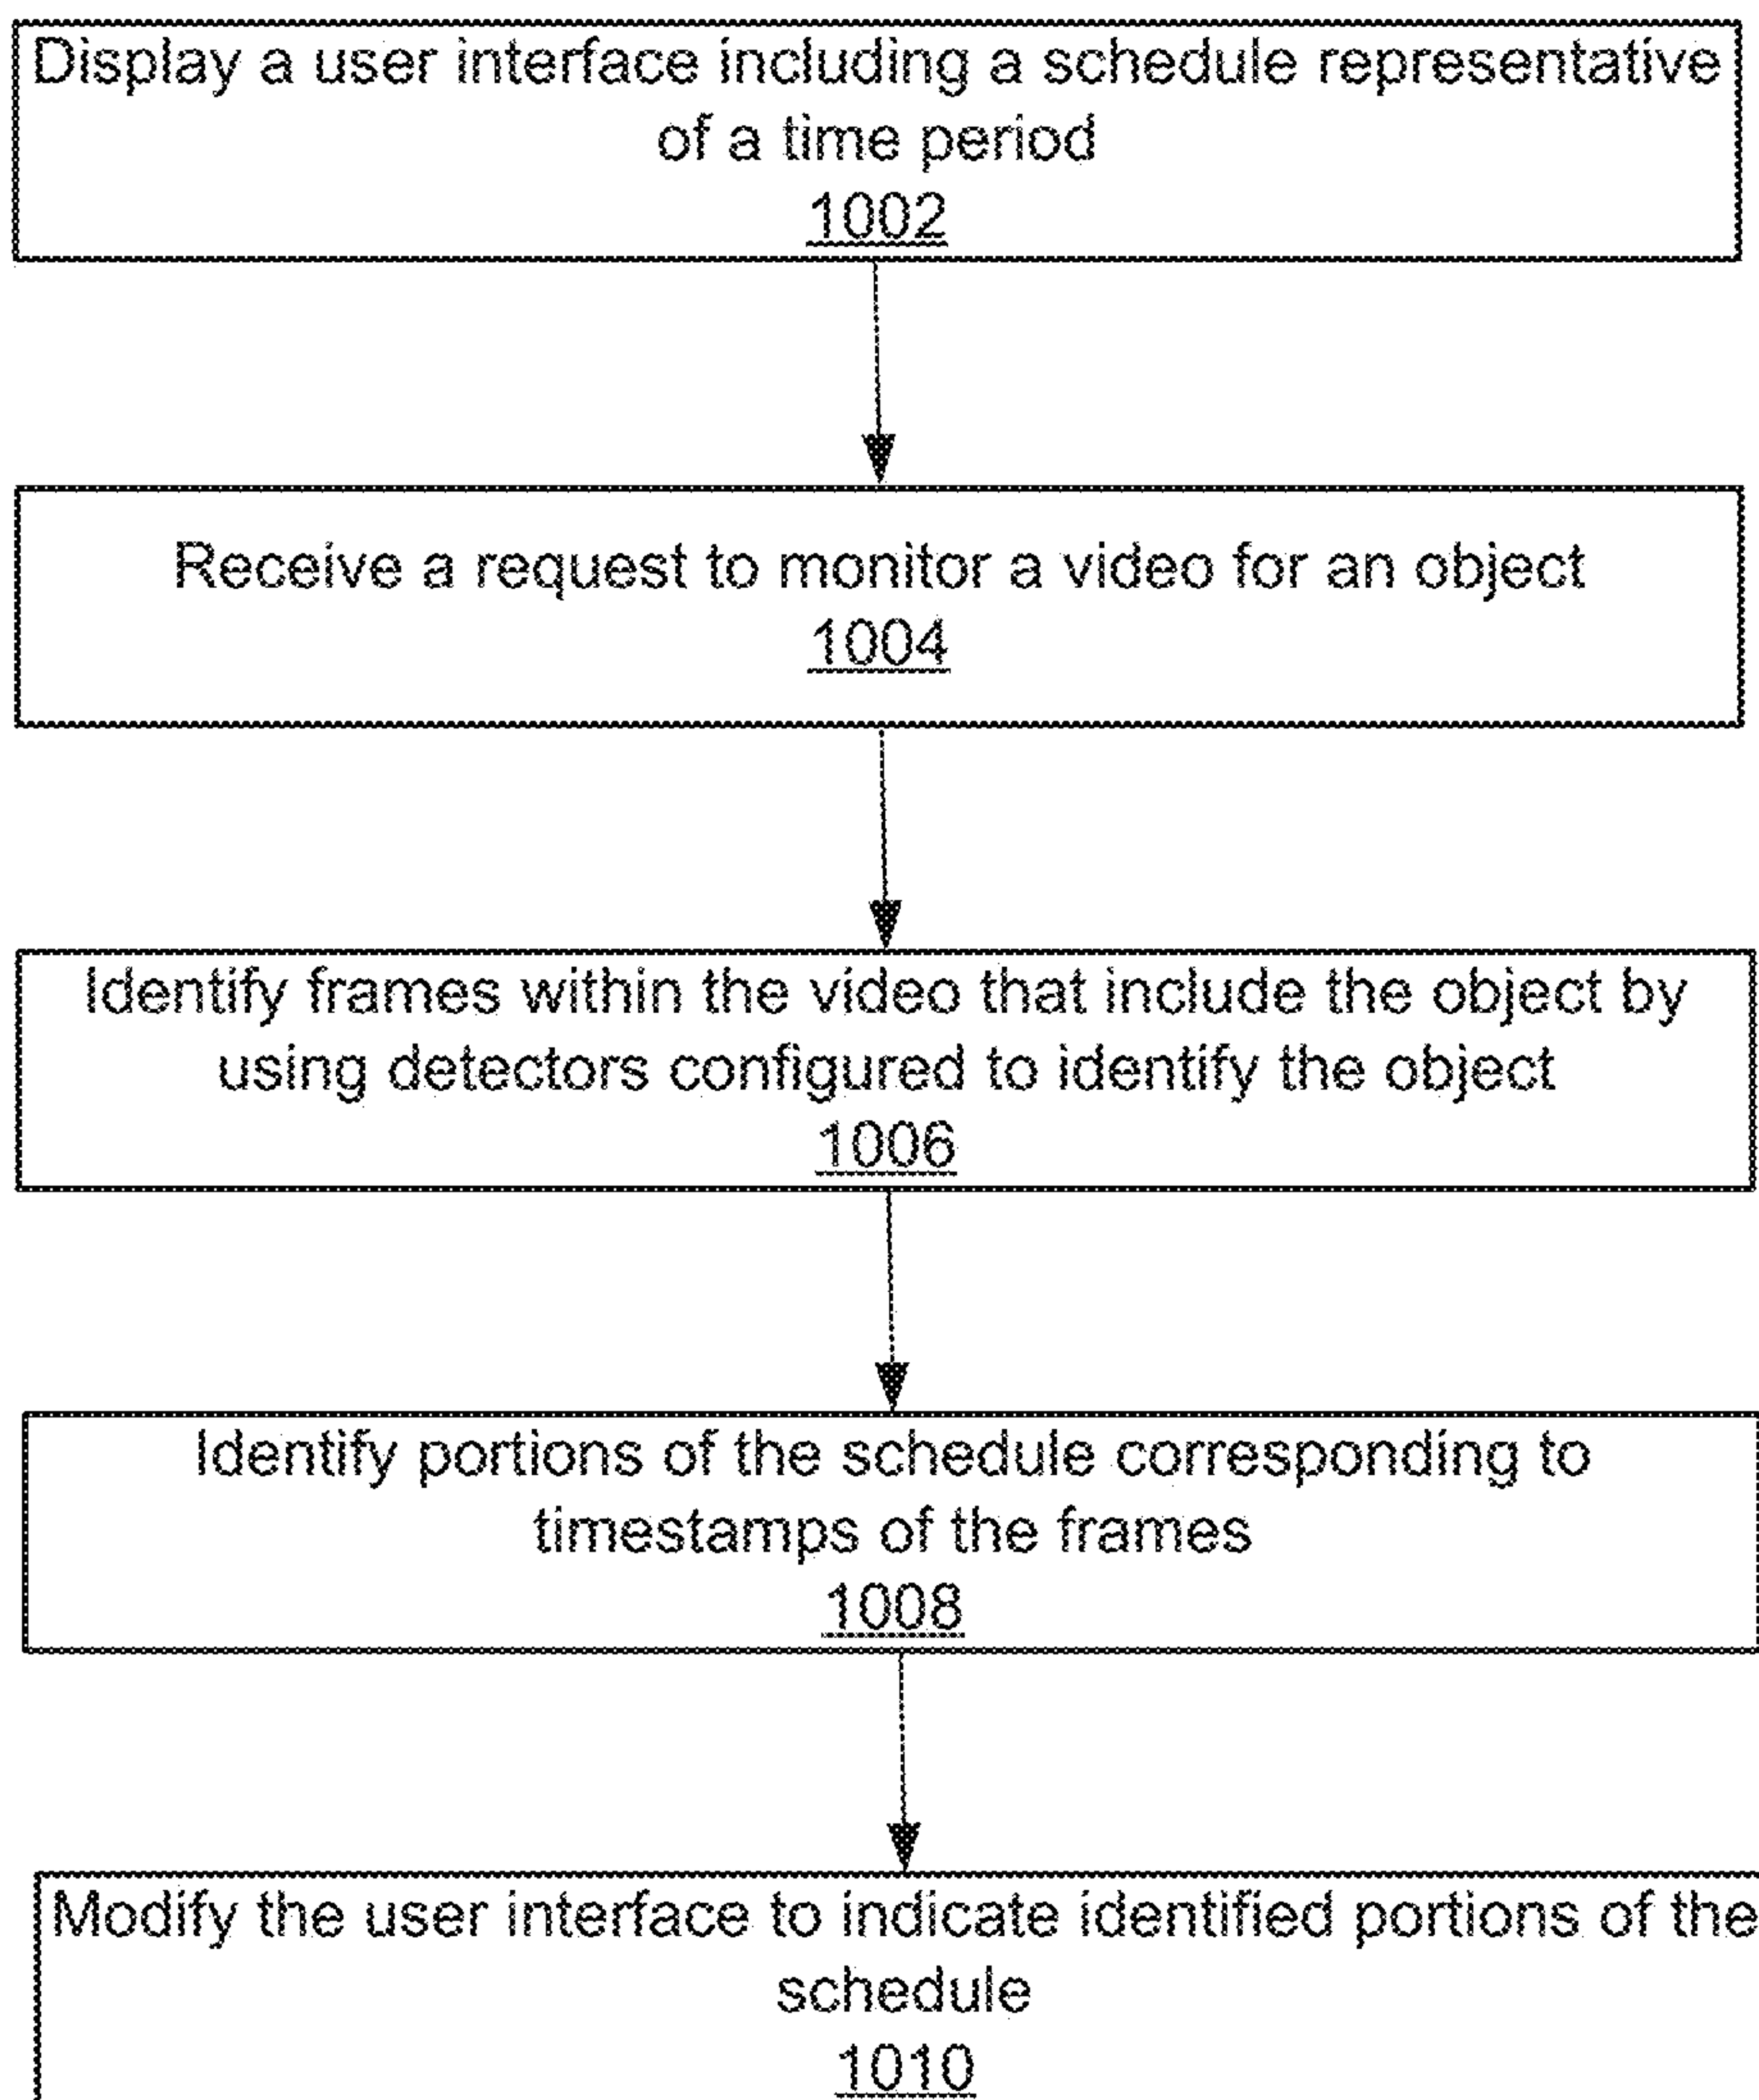 Display a user interface including a schedule representative
of a time period
1002
Receive a request to monitor a video for an object
1004
Identify frames within the video that include the object by
using detectors configured to identify the object
1006
Identify portions of the schedule corresponding to
timestamps of the frames
1008
Modify the user interface to indicate identified portions of the
schedule
1010